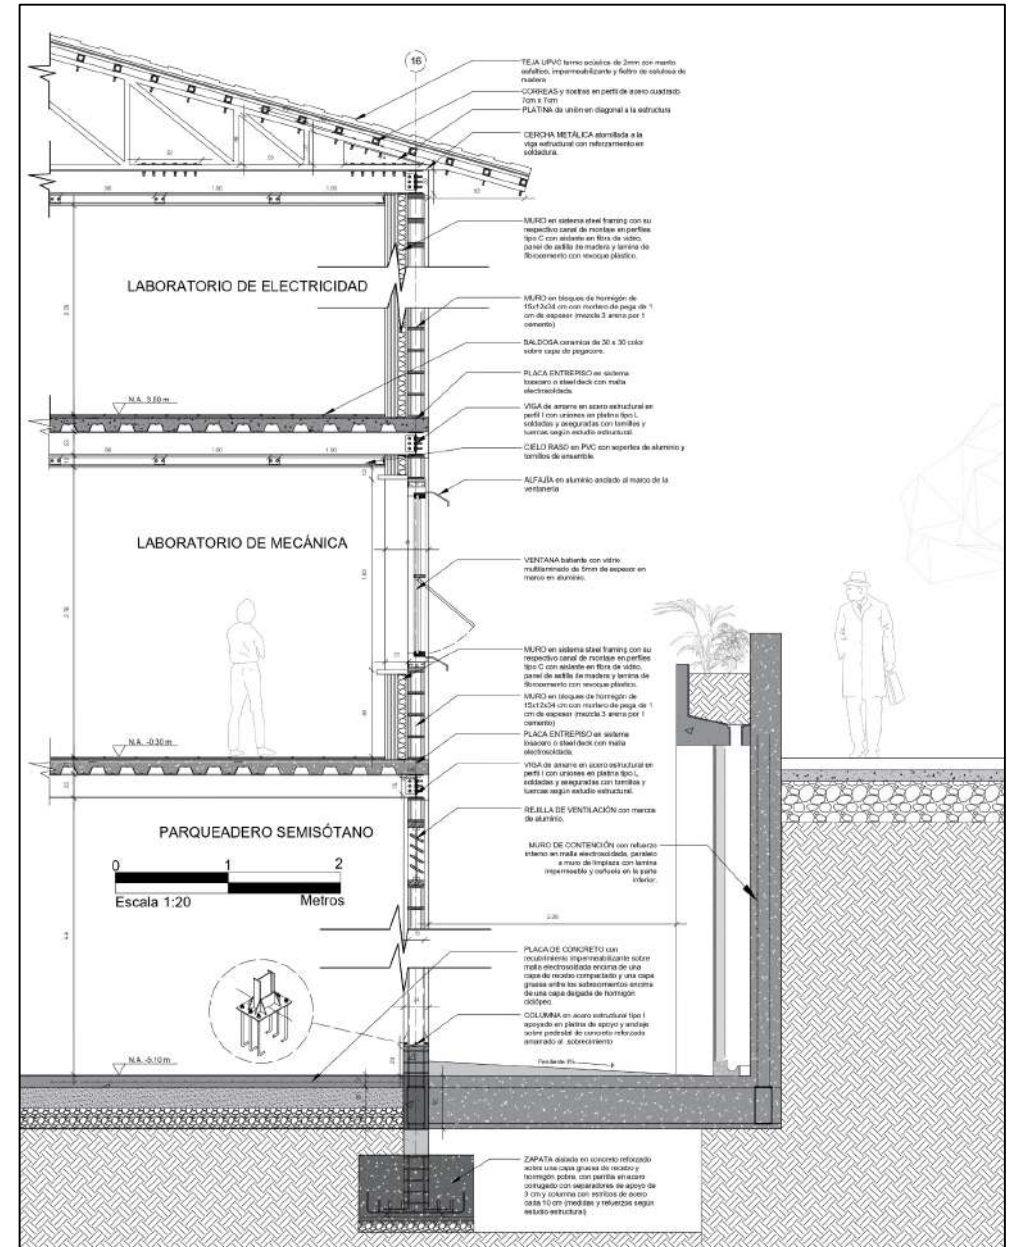 16
TEJA UPVC termo acústica de 2mm con manto
asfáltico, impermeabilizante y fieltro de celulosa de
madera
CORREAS y riostras en perfil de acero cuadrado
7cm x 7cm
PLATINA de unión en diagonal a la estructura
CERCHA METÁLICA atornillada a la
viga estructural con reforzamiento en
soldadura.
MURO en sistema steel framing con su
respectivo canal de montaje en perfiles
tipo C con aislante en fibra de vidrio,
panel de astilla de madera y lamina de
fibrocemento con revoque plástico.
LABORATORIO DE ELECTRICIDAD
MURO en bloques de hormigón de
15x12x34 cm con mortero de pega de 1
cm de espesor (mezcla 3 arena por 1
cemento)
BALDOSA ceramica de 30 x 30 color
sobre capa de pegacore.
PLACA ENTREPISO en sistema
losacero o steel deck con malla
electrosoldada.
N.A. 3,50 m
VIGA de amarre en acero estructural en
perfil I con uniones en platina tipo L
soldadas y aseguradas con tornillos y
tuercas según estudio estructural.
CIELO RASO en PVC con soportes de aluminio y
tornillos de ensamble
ALFAJÍA en aluminio anclado al marco de la
ventanería
LABORATORIO DE MECÁNICA
VENTANA batiente con vidrio
multilaminado de 5mm de espesor en
marco en aluminio.
MURO en sistema steel framing con su
respectivo canal de montaje en perfiles
tipo C con aislante en fibra de vidrio,
panel de astilla de madera y lamina de
fibrocemento con revoque plástico.
MURO en bloques de hormigón de
15x12x34 cm con mortero de pega de 1
cm de espesor (mezcla 3 arena por 1
cemento)
PLACA ENTREPISO en sistema
losacero o steel deck con malla
electrosoldada.
N.A. -0,30 m
VIGA de amarre en acero estructural en
perfil I con uniones en platina tipo L
soldadas y aseguradas con tornillos y
tuercas según estudio estructural.
REJILLA DE VENTILACIÓN con marcos
de aluminio.
PARQUEADERO SEMISÓTANO
MURO DE CONTENCIÓN con refuerzo
interno en malla electrosoldada, paralelo
a muro de limpieza con lamina
impermeable y cañuela en la parte
inferior.
0 1 2
Escala 1:20 Metros
PLACA DE CONCRETO con
recubrimiento impermeabilizante sobre
malla electrosoldada encima de una
capa de recebo compactado y una capa
gruesa entre los sobrecimientos encima
de una capa delgada de hormigón
ciclópeo.
COLUMNA en acero estructural tipo I
apoyado en platina de apoyo y anclaje
sobre pedestal de concreto reforzado
amarrado al sobrecimiento
N.A. -5,10 m
Pendiente 1%
ZAPATA aislada en concreto reforzado
sobre una capa gruesa de recebo y
hormigón pobre, con parrilla en acero
corrugado con separadores de apoyo de
3 cm y columna con estribos de acero
cada 10 cm (medidas y refuerzos según
estudio estructural)